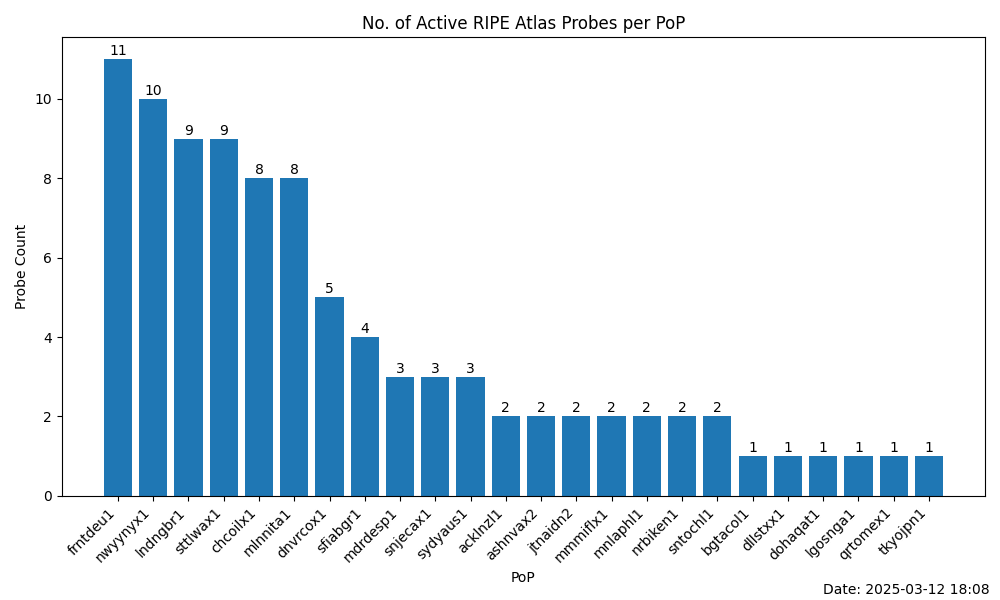 No. of Active RIPE Atlas Probes per PoP
11
10
9
9
8
8
5
4
3
3
3
2
2
2
2
2
2
2
1
1
1
1
1
1
10
8
6
4
2
0
Probe Count
frntdeu1
nwyynyx1
lndngbr1
sttlwax1
chcoilx1
mlnnita1
dnvrcox1
sfiabgr1
mdrdesp1
snjecax1
sydyaus1
acklnzl1
ashnvax2
jtnaidn2
mmmiflx1
mnlaphl1
nrbiken1
sntochl1
bgtacol1
dllstxx1
dohaqat1
lgosnga1
qrtomex1
tkyojpn1
PoP
Date: 2025-03-12 18:08